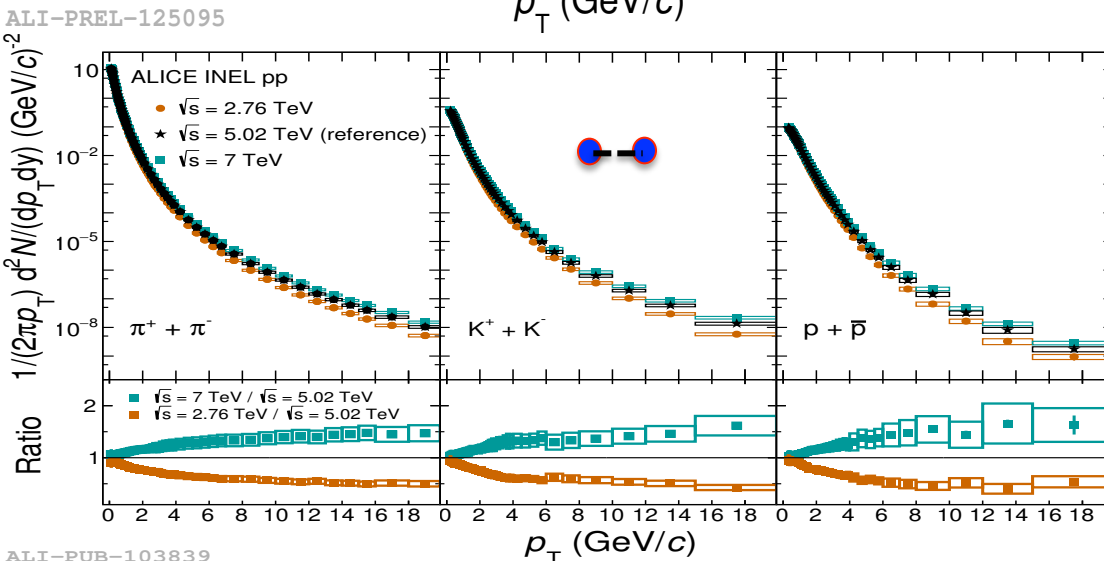 p_T (GeV/c)
ALI-PREL-125095
1/(2πp_T) d²N/(dp_Tdy) (GeV/c)⁻²
10
10⁻²
10⁻⁵
10⁻⁸
ALICE INEL pp
√s = 2.76 TeV
√s = 5.02 TeV (reference)
√s = 7 TeV
π⁺ + π⁻
K⁺ + K⁻
p + p̅
Ratio
2
1
√s = 7 TeV / √s = 5.02 TeV
√s = 2.76 TeV / √s = 5.02 TeV
0 2 4 6 8 10 12 14 16 18
0 2 4 6 8 10 12 14 16 18
0 2 4 6 8 10 12 14 16 18
p_T (GeV/c)
ALI-PUB-103839